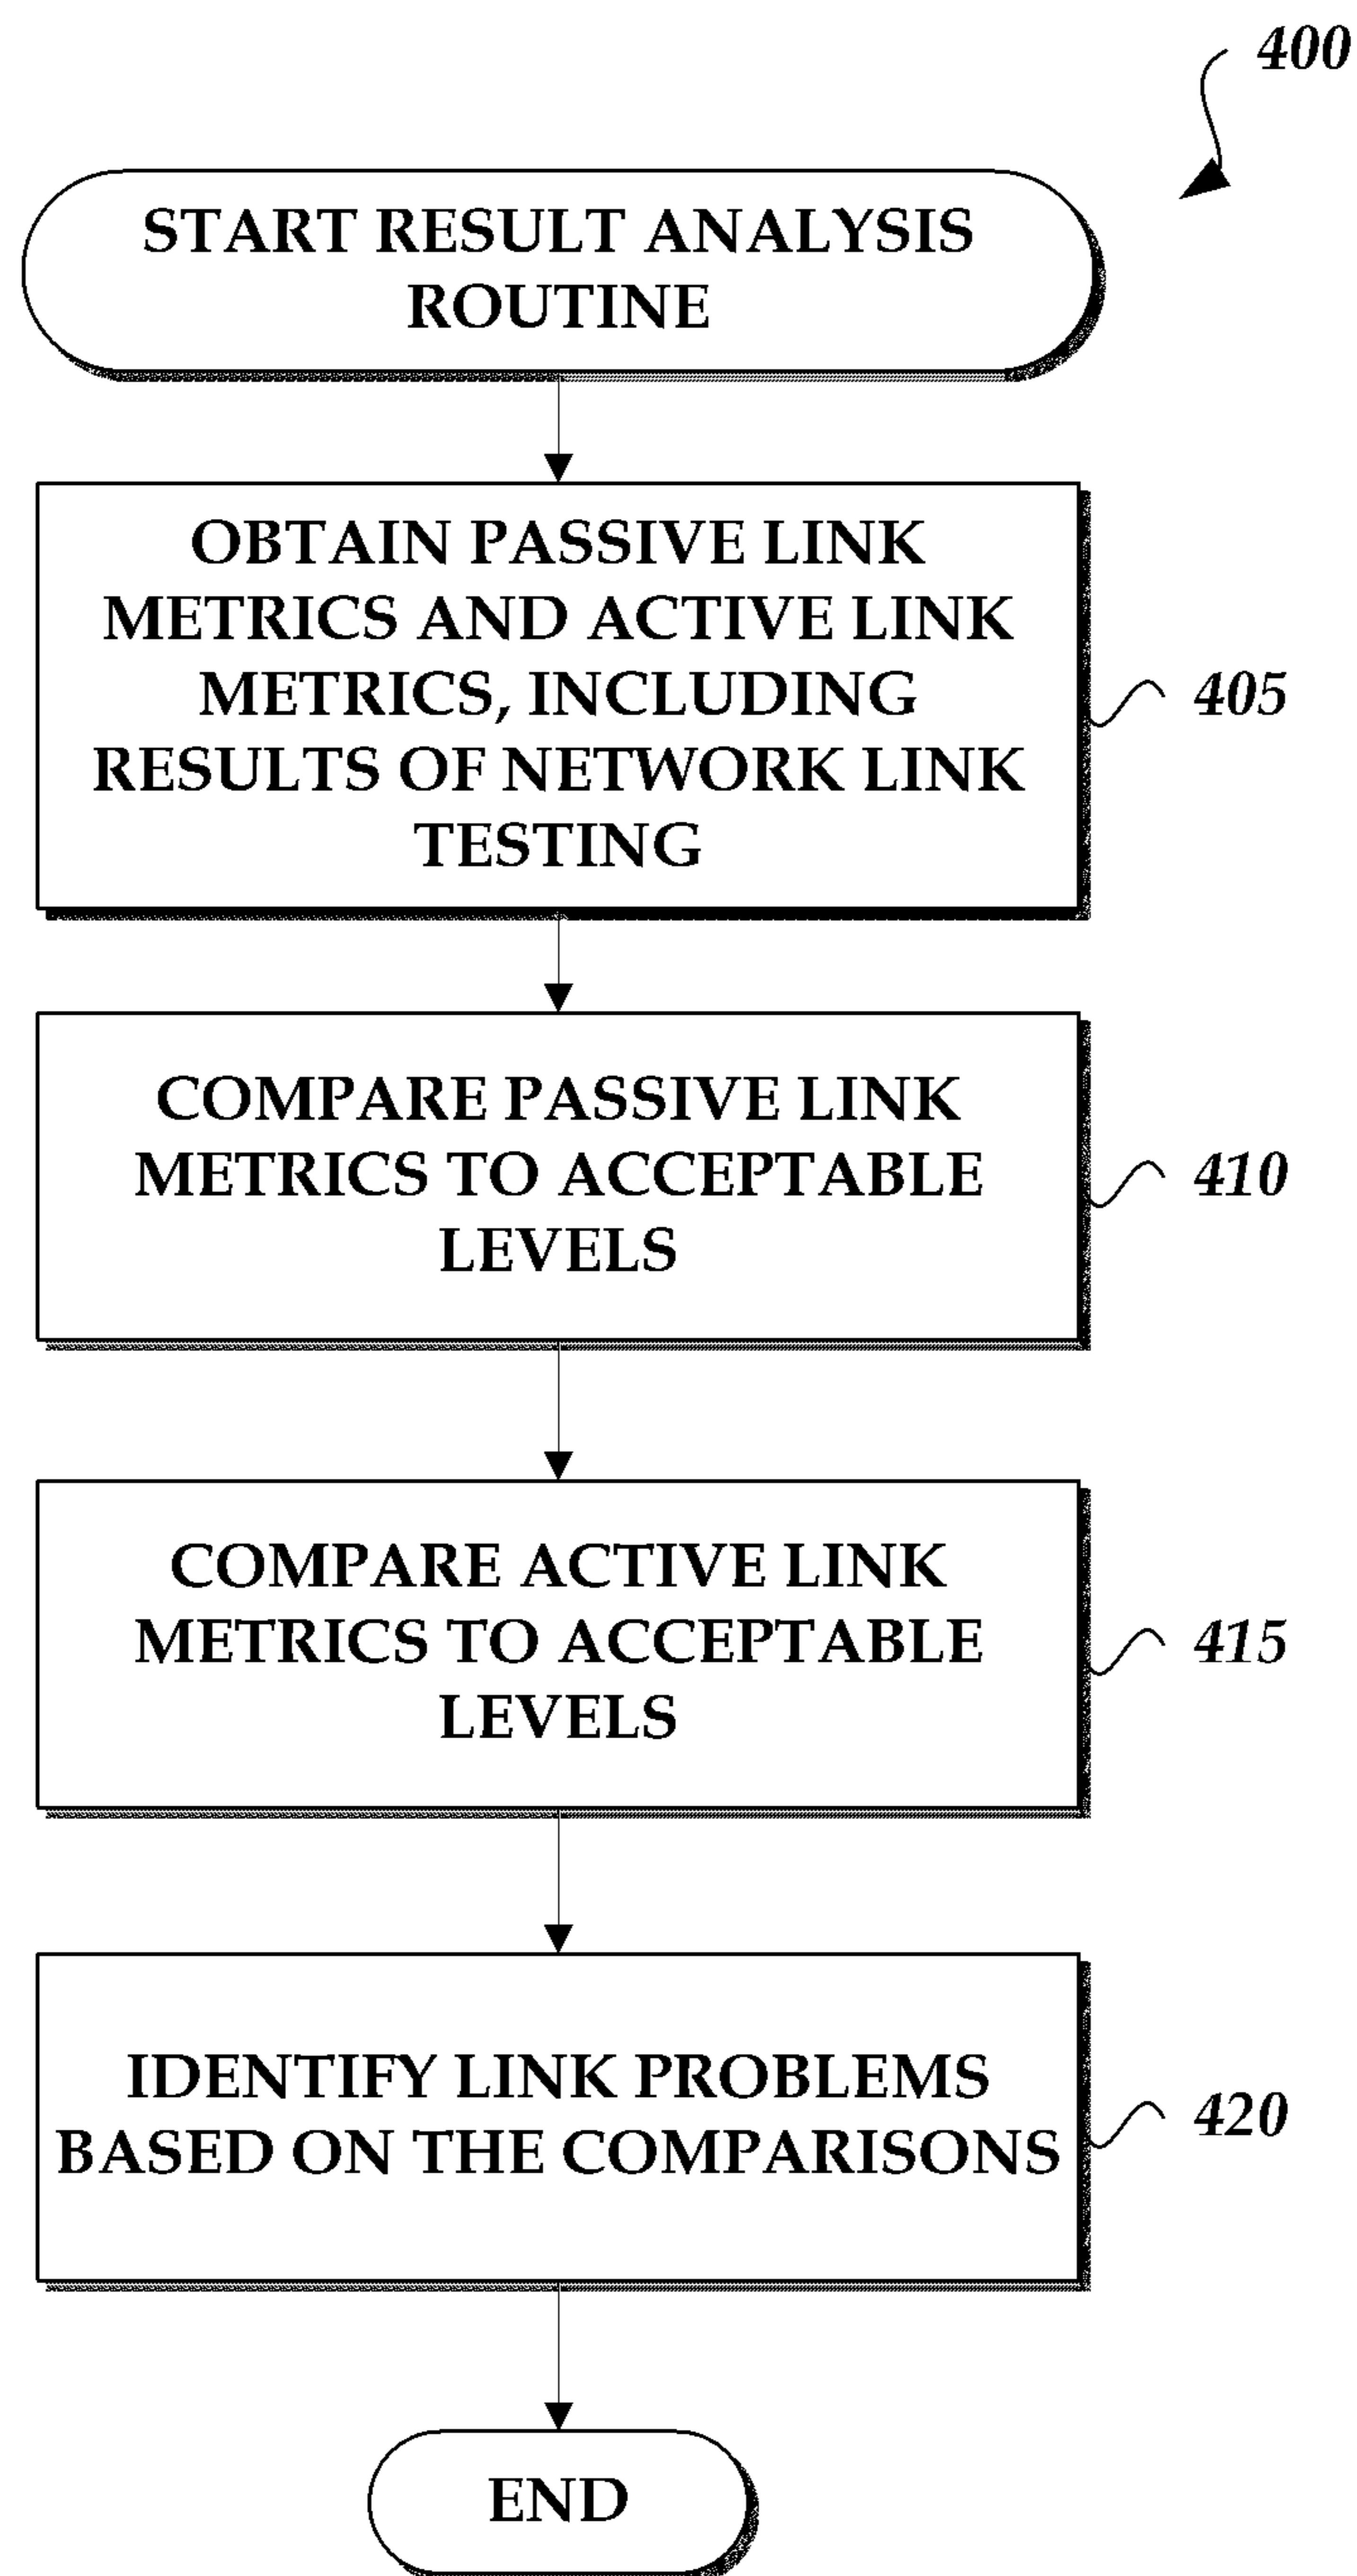 400
START RESULT ANALYSIS
ROUTINE
OBTAIN PASSIVE LINK
METRICS AND ACTIVE LINK
METRICS, INCLUDING
RESULTS OF NETWORK LINK
TESTING
405
COMPARE PASSIVE LINK
METRICS TO ACCEPTABLE
LEVELS
410
COMPARE ACTIVE LINK
METRICS TO ACCEPTABLE
LEVELS
415
IDENTIFY LINK PROBLEMS
BASED ON THE COMPARISONS
420
END